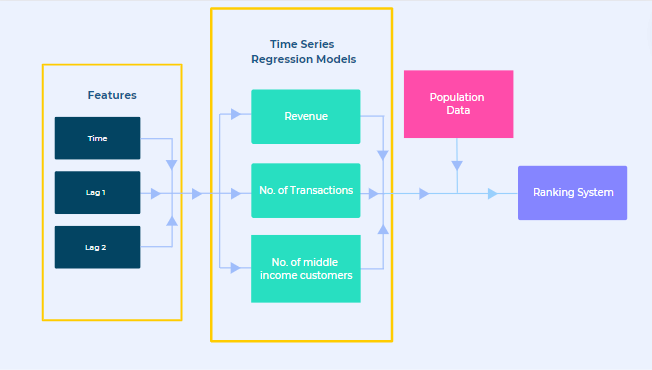 Features
Time
Lag 1
Lag 2
Time Series
Regression Models
Revenue
No. of Transactions
No. of middle
income customers
Population
Data
Ranking System